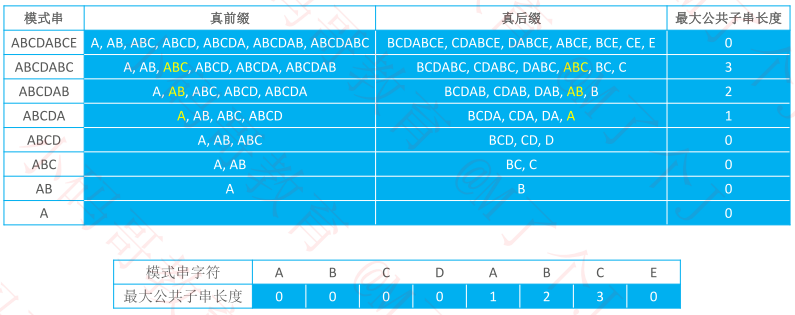 模式串 真前缀 真后缀 最大公共子串长度
ABCDABCE A, AB, ABC, ABCD, ABCDA, ABCDAB, ABCDABC BCDABCE, CDABCE, DABCE, ABCE, BCE, CE, E 0
ABCDABC A, AB, ABC, ABCD, ABCDA, ABCDAB BCDABC, CDABC, DABC, ABC, BC, C 3
ABCDAB A, AB, ABC, ABCD, ABCDA BCDAB, CDAB, DAB, AB, B 2
ABCDA A, AB, ABC, ABCD BCDA, CDA, DA, A 1
ABCD A, AB, ABC BCD, CD, D 0
ABC A, AB BC, C 0
AB A B 0
A 0
模式串字符 A B C D A B C E
最大公共子串长度 0 0 0 0 1 2 3 0